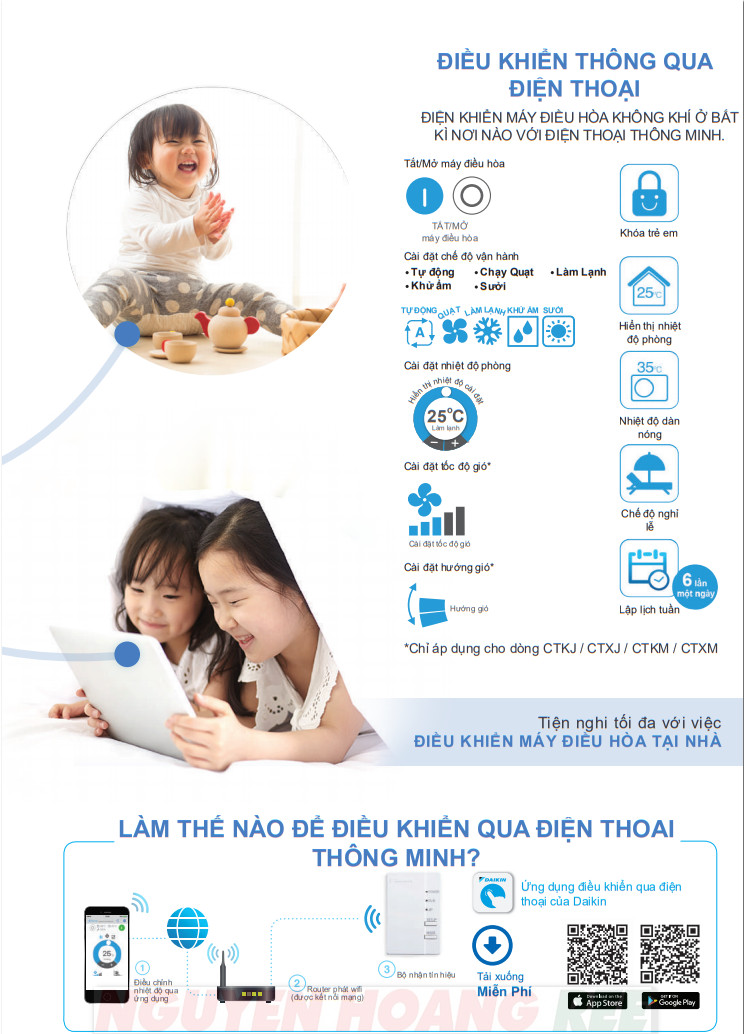 ĐIỀU KHIỂN THÔNG QUA
ĐIỆN THOẠI
ĐIỆN KHIỂN MÁY ĐIỀU HÒA KHÔNG KHÍ Ở BẤT
KÌ NƠI NÀO VỚI ĐIỆN THOẠI THÔNG MINH.
Tắt/Mở máy điều hòa
TẮT/MỞ
máy điều hòa
Cài đặt chế độ vận hành
• Tự động • Chạy Quạt • Làm Lạnh
• Khử ẩm • Sưởi
TỰ ĐỘNG QUẠT LÀM LẠNH KHỬ ẨM SƯỞI
A
Cài đặt nhiệt độ phòng
Hiển thị nhiệt độ cài đặt
25°C
Làm lạnh
− +
Cài đặt tốc độ gió*
Cài đặt tốc độ gió
Cài đặt hướng gió*
Hướng gió
Khóa trẻ em
25°C
Hiển thị nhiệt
độ phòng
35°C
Nhiệt độ dàn
nóng
Chế độ nghỉ
lễ
6 lần
một ngày
Lập lịch tuần
*Chỉ áp dụng cho dòng CTKJ / CTXJ / CTKM / CTXM
Tiện nghi tối đa với việc
ĐIỀU KHIỂN MÁY ĐIỀU HÒA TẠI NHÀ
LÀM THẾ NÀO ĐỂ ĐIỀU KHIỂN QUA ĐIỆN THOAI
THÔNG MINH?
25
1
Điều chỉnh
nhiệt độ qua
ứng dụng
2
Router phát wifi
(được kết nối mạng)
3
Bộ nhận tín hiệu
DAIKIN
Ứng dụng điều khiển qua điện
thoại của Daikin
Tải xuống
Miễn Phí
Download on the
App Store
GET IT ON
Google Play
NGUYEN HOANG REE